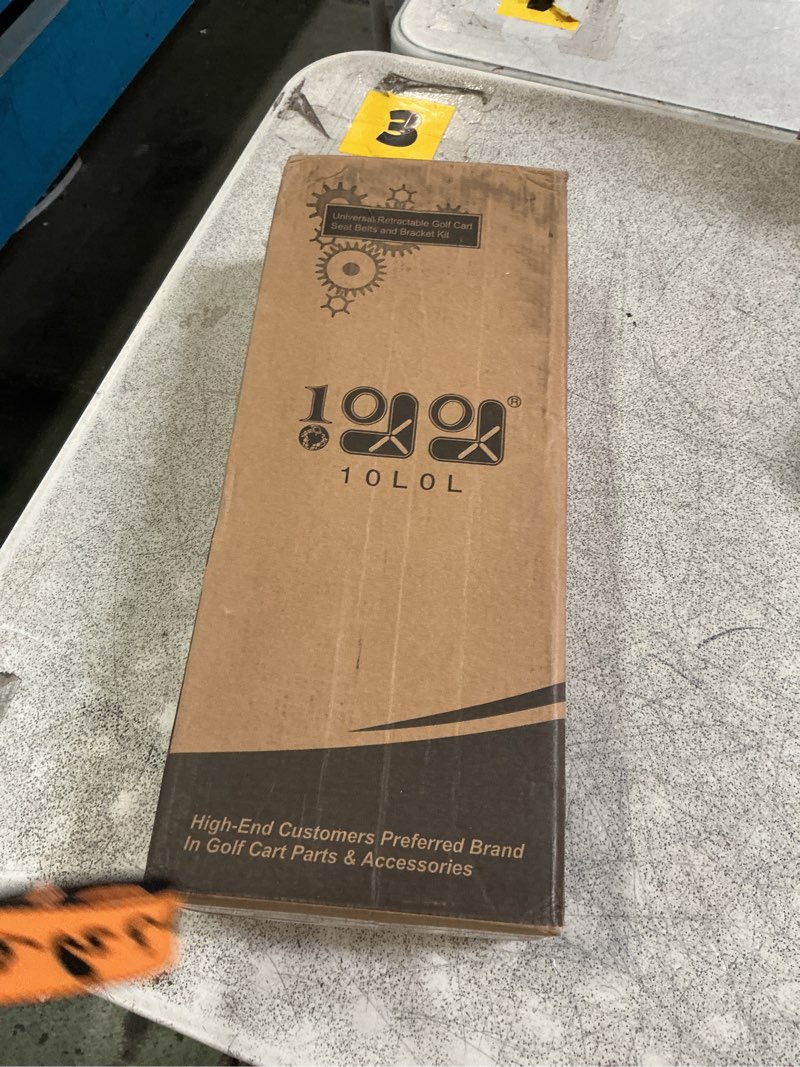 3
Universal Retractable Golf Cart
Seat Belts and Bracket Kit
®
10LOL
High-End Customers Preferred Brand
In Golf Cart Parts & Accessories